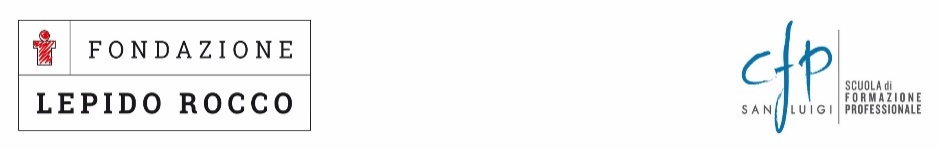 FONDAZIONE
LEPIDO ROCCO
cfp
SAN LUIGI
SCUOLA di
FORMAZIONE
PROFESSIONALE